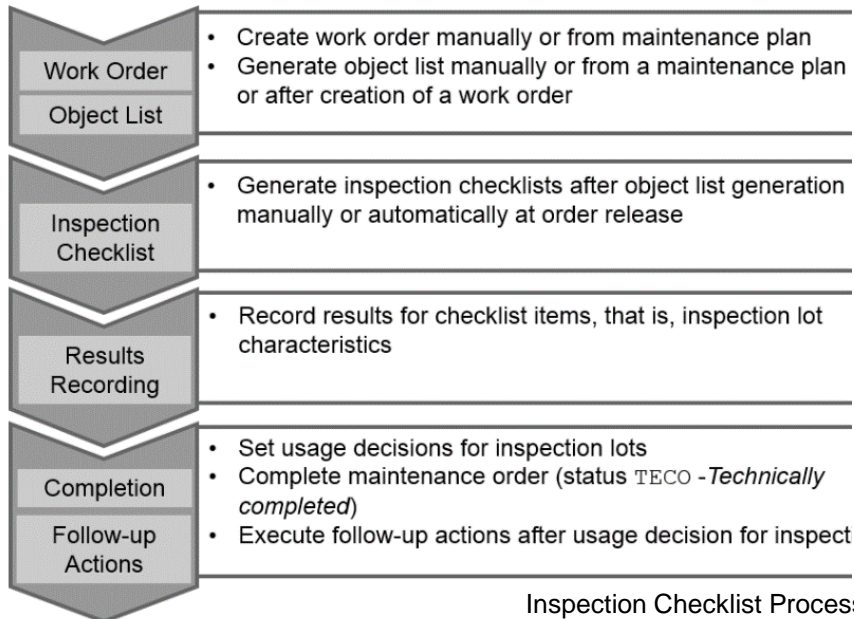 Work Order
Object List
• Create work order manually or from maintenance plan
• Generate object list manually or from a maintenance plan
or after creation of a work order
Inspection
Checklist
• Generate inspection checklists after object list generation
manually or automatically at order release
Results
Recording
• Record results for checklist items, that is, inspection lot
characteristics
Completion
Follow-up
Actions
• Set usage decisions for inspection lots
• Complete maintenance order (status TECO -Technically
completed)
• Execute follow-up actions after usage decision for
Inspection Checklist Process